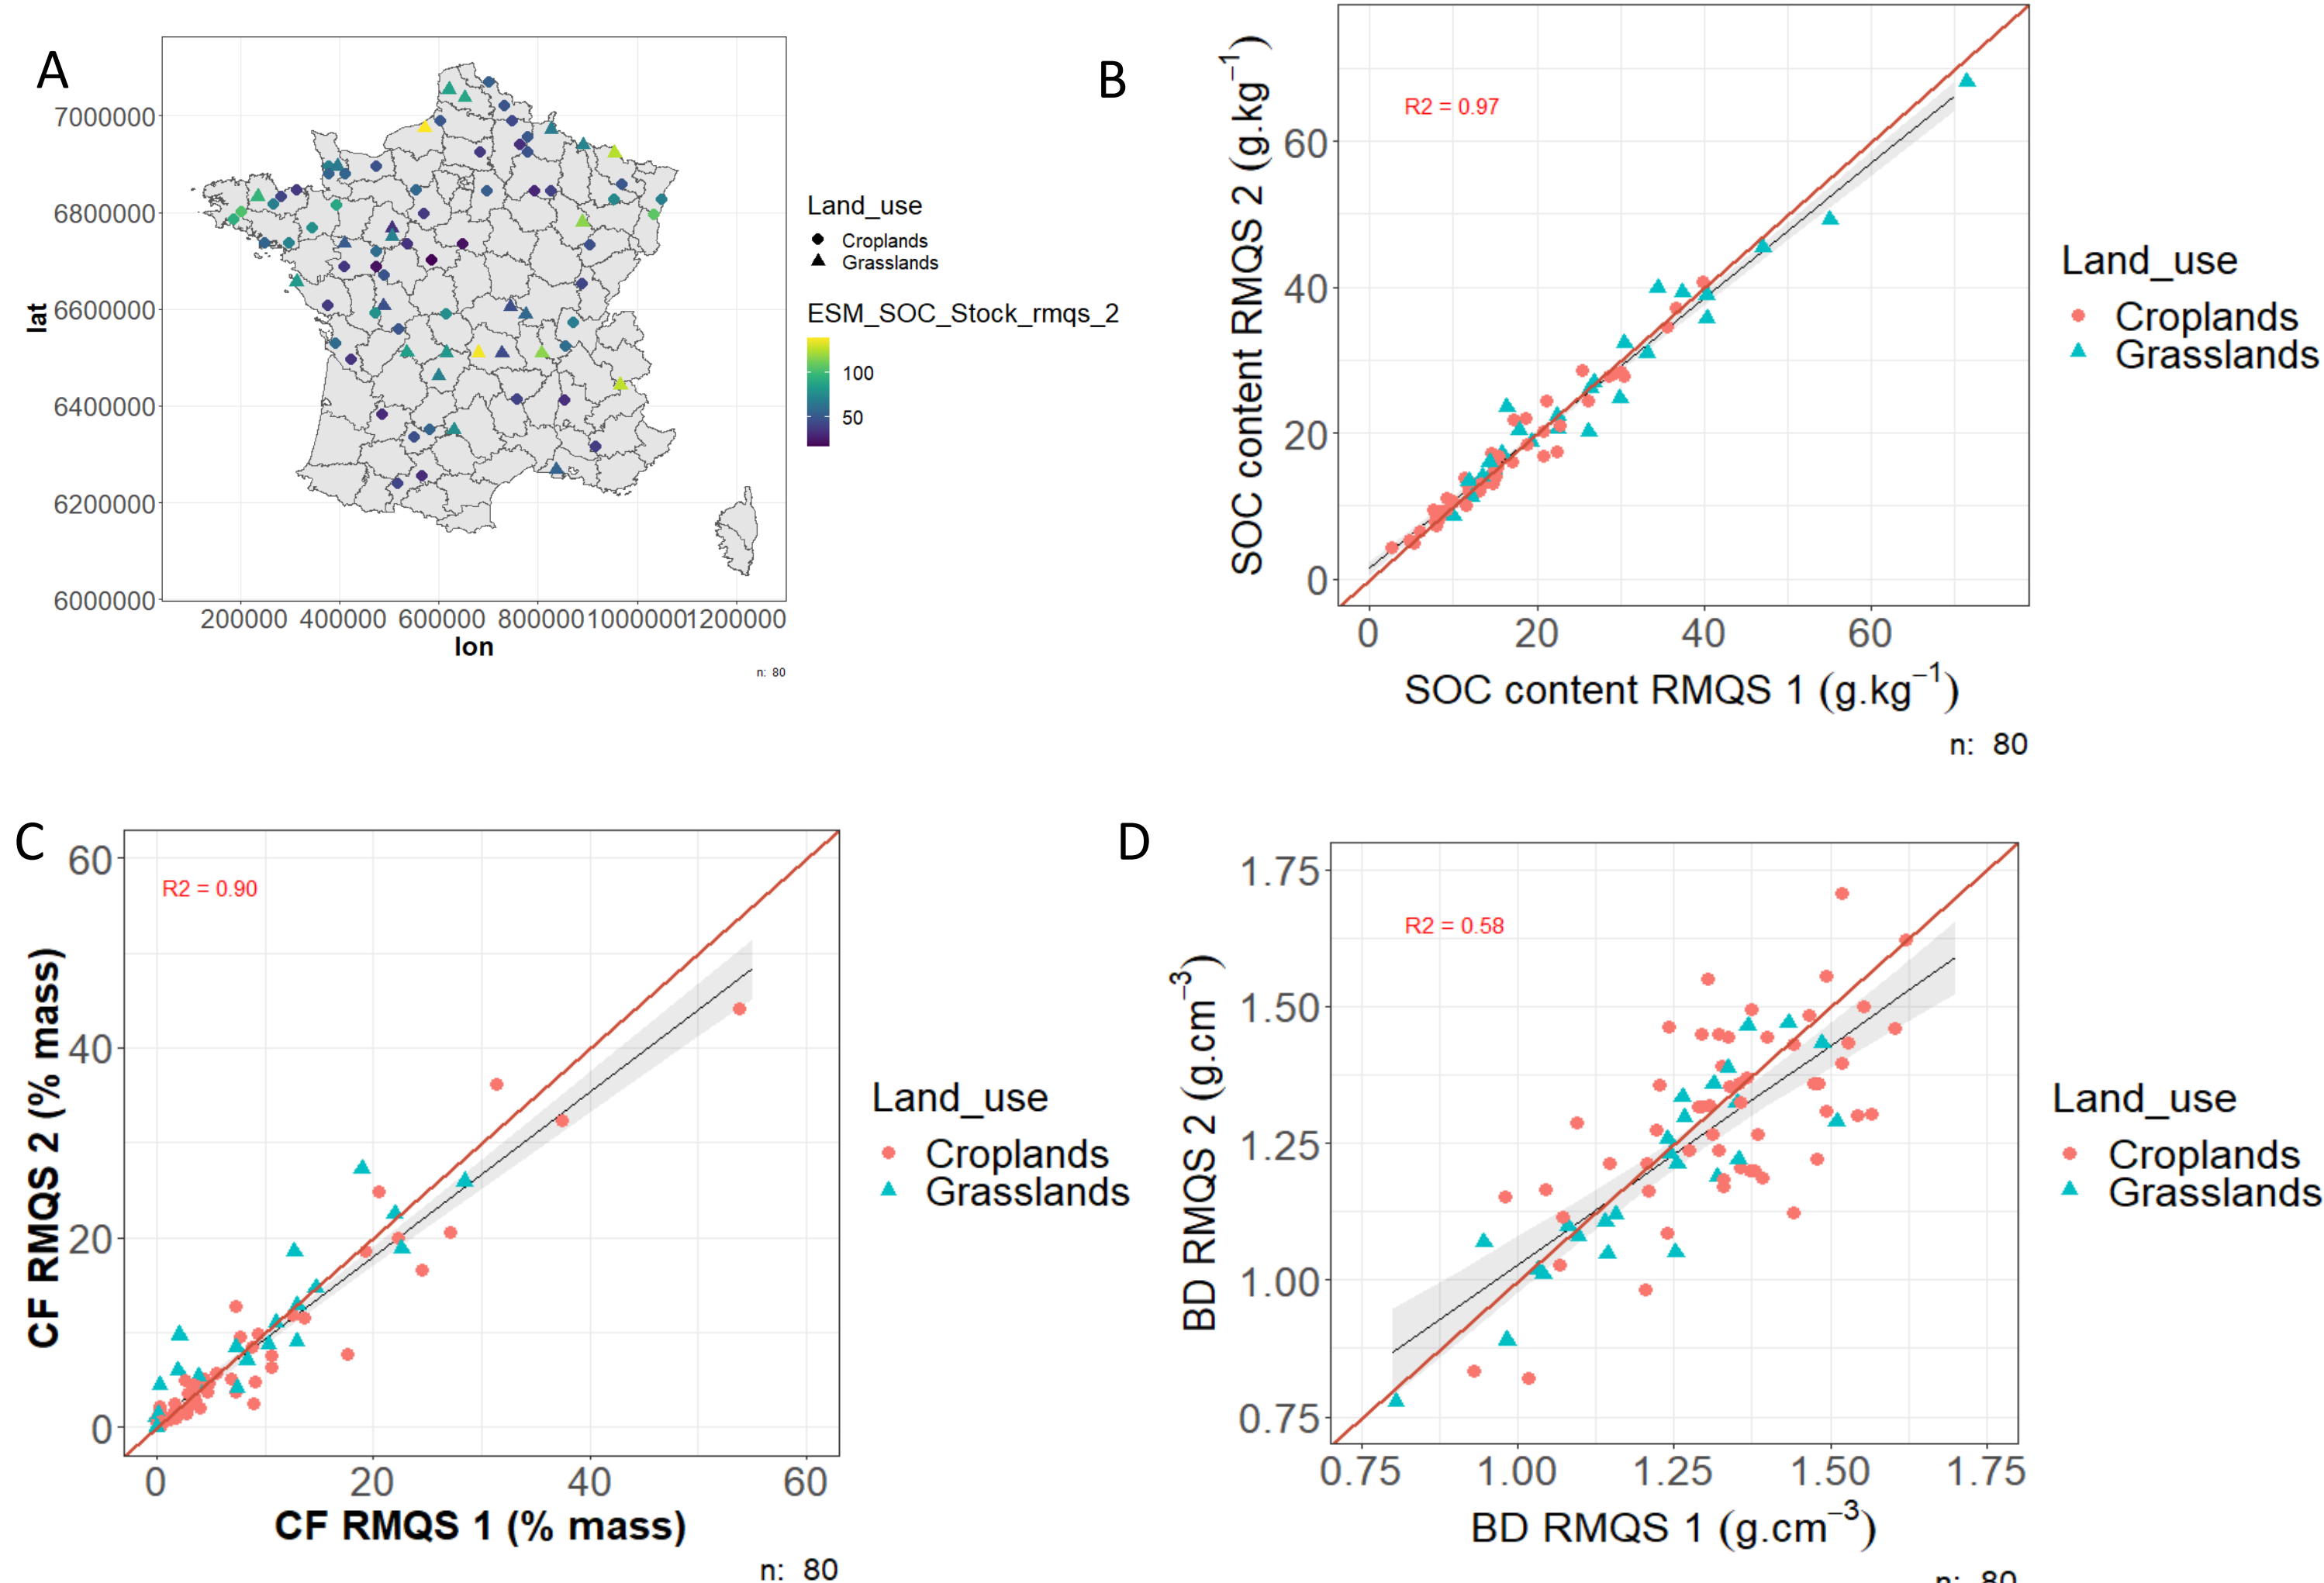 A
7000000
6800000
6600000
6400000
6200000
6000000
lat
200000 400000 600000 800000 1000000 1200000
lon
n: 80
Land_use
Croplands
Grasslands
ESM_SOC_Stock_rmqs_2
100
50
B
R2 = 0.97
60
40
20
0
SOC content RMQS 2 (g.kg⁻¹)
0 20 40 60
SOC content RMQS 1 (g.kg⁻¹)
n: 80
Land_use
Croplands
Grasslands
C
R2 = 0.90
60
40
20
0
CF RMQS 2 (% mass)
0 20 40 60
CF RMQS 1 (% mass)
n: 80
Land_use
Croplands
Grasslands
D
R2 = 0.58
1.75
1.50
1.25
1.00
0.75
BD RMQS 2 (g.cm⁻³)
0.75 1.00 1.25 1.50 1.75
BD RMQS 1 (g.cm⁻³)
n: 80
Land_use
Croplands
Grasslands